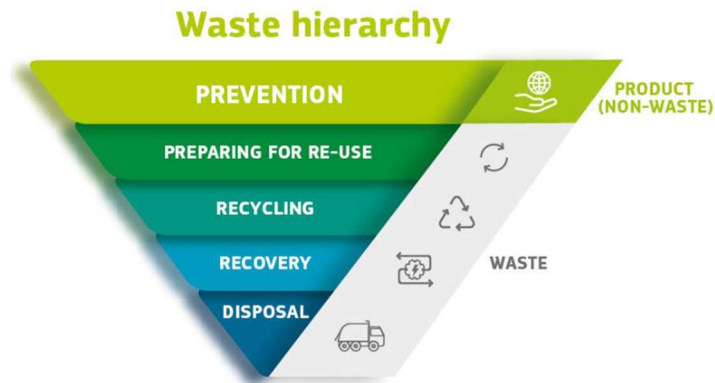 Waste hierarchy
PREVENTION
PRODUCT
(NON-WASTE)
PREPARING FOR RE-USE
RECYCLING
RECOVERY
WASTE
DISPOSAL